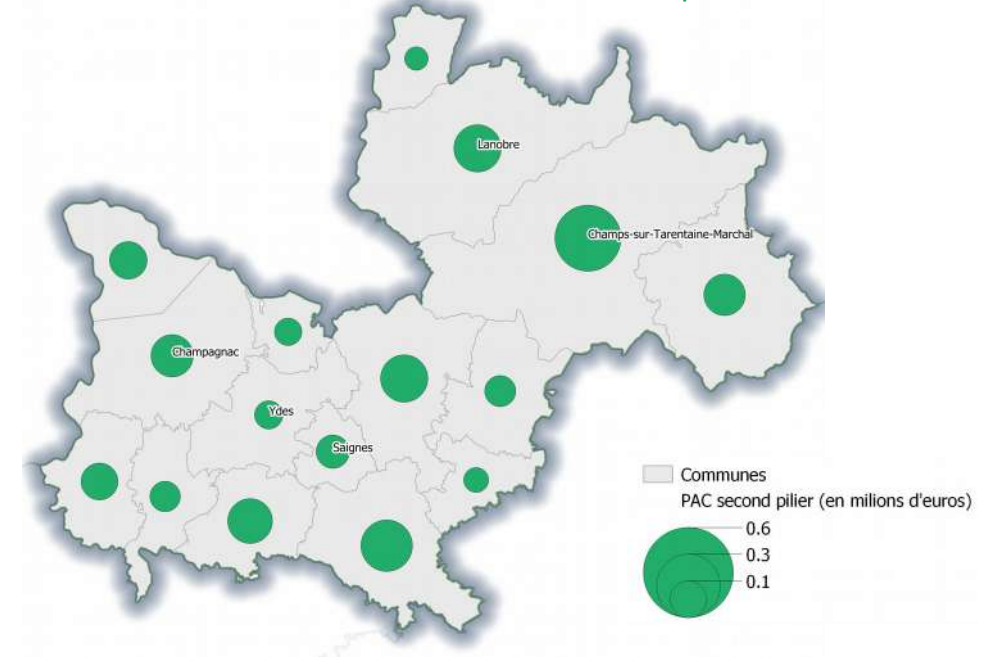 Lanobre
Champs-sur-Tarentaine-Marchal
Champagnac
Ydes
Saignes
Communes
PAC second pilier (en milions d'euros)
0.6
0.3
0.1